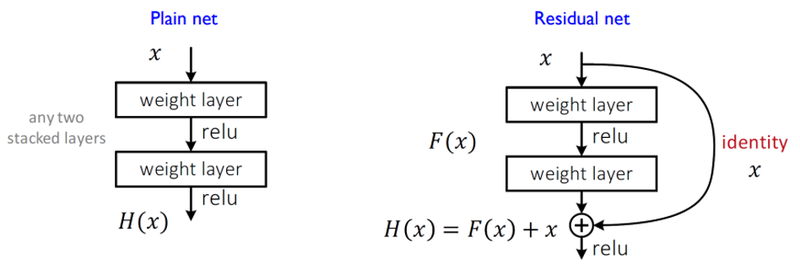 Plain net
x
weight layer
any two
stacked layers
relu
weight layer
relu
H(x)
Residual net
x
weight layer
F(x)
relu
identity
x
weight layer
H(x) = F(x) + x
relu